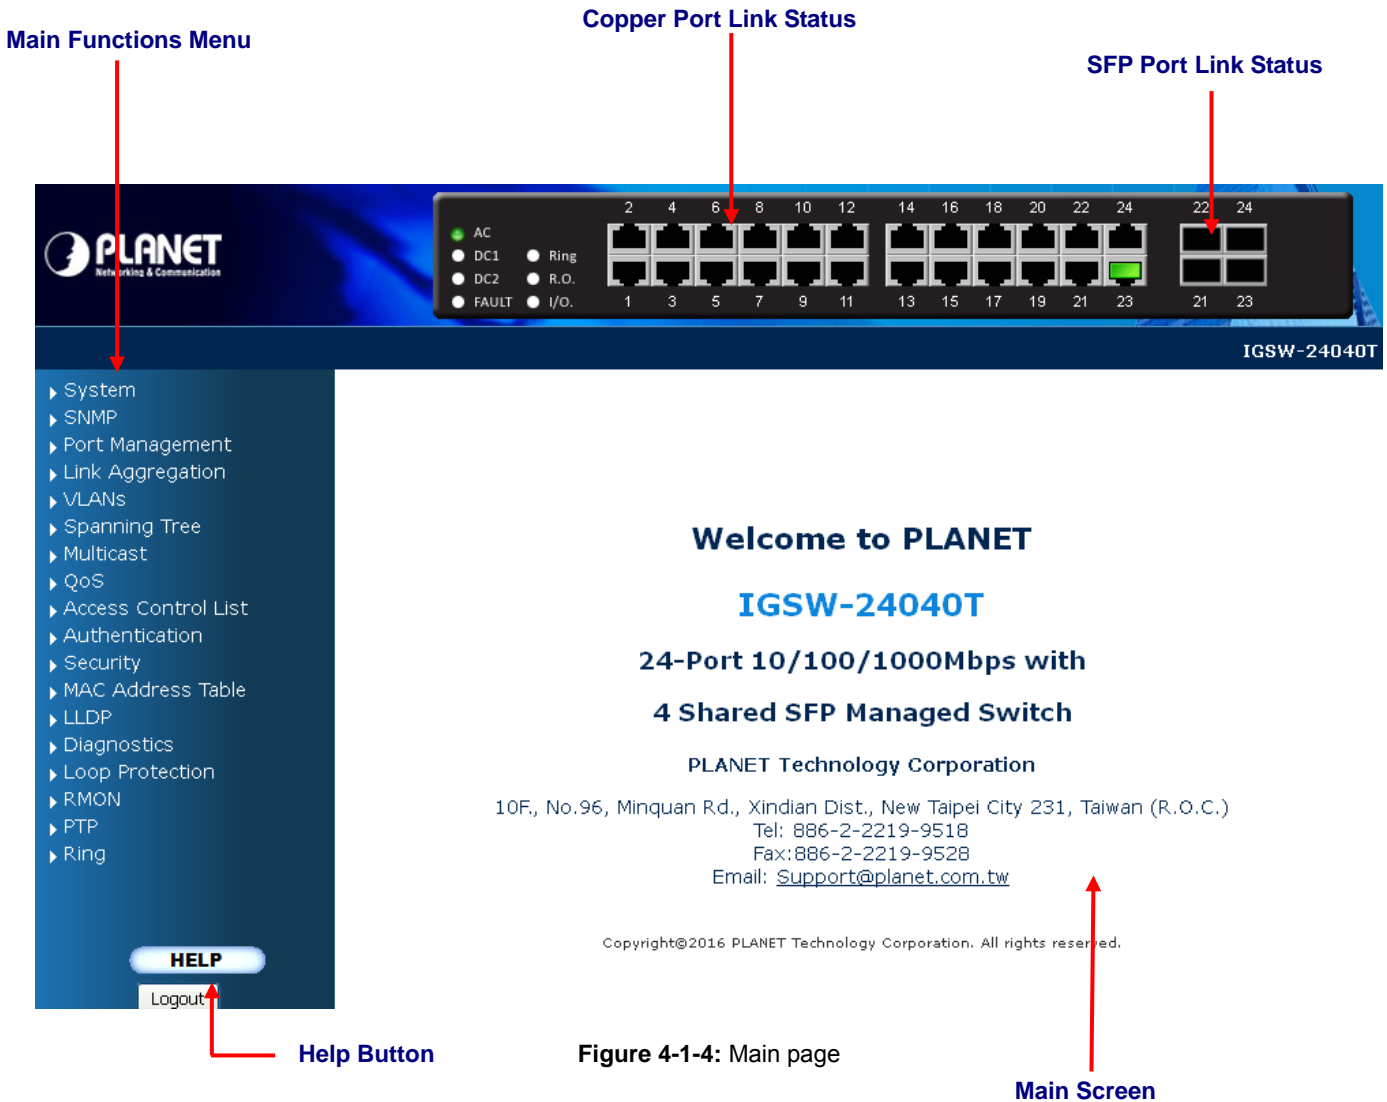 Copper Port Link Status
Main Functions Menu
SFP Port Link Status
PLANET
Networking & Communication
2 4 6 8 10 12 14 16 18 20 22 24 22 24
AC
DC1 Ring
DC2 R.O.
FAULT I/O.
1 3 5 7 9 11 13 15 17 19 21 23 21 23
IGSW-24040T
System
SNMP
Port Management
Link Aggregation
VLANs
Spanning Tree
Multicast
QoS
Access Control List
Authentication
Security
MAC Address Table
LLDP
Diagnostics
Loop Protection
RMON
PTP
Ring
HELP
Logout
Welcome to PLANET
IGSW-24040T
24-Port 10/100/1000Mbps with
4 Shared SFP Managed Switch
PLANET Technology Corporation
10F., No.96, Minquan Rd., Xindian Dist., New Taipei City 231, Taiwan (R.O.C.)
Tel: 886-2-2219-9518
Fax:886-2-2219-9528
Email: Support@planet.com.tw
Copyright©2016 PLANET Technology Corporation. All rights reserved.
Help Button
Figure 4-1-4: Main page
Main Screen